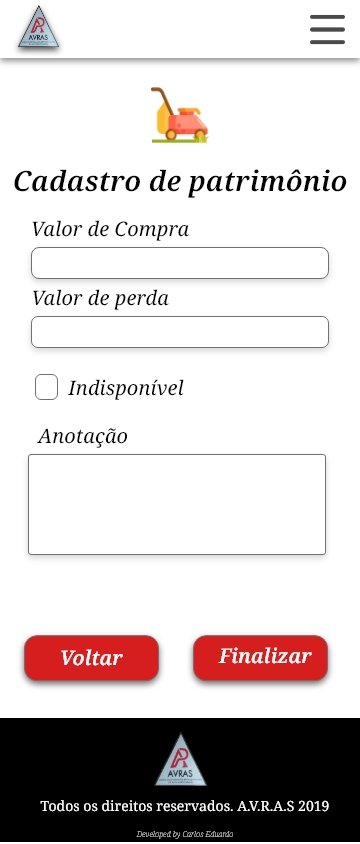 AVRAS
Cadastro de patrimônio
Valor de Compra
Valor de perda
Indisponível
Anotação
Voltar
Finalizar
AVRAS
Todos os direitos reservados. A.V.R.A.S 2019
Developed by Carlos Eduardo